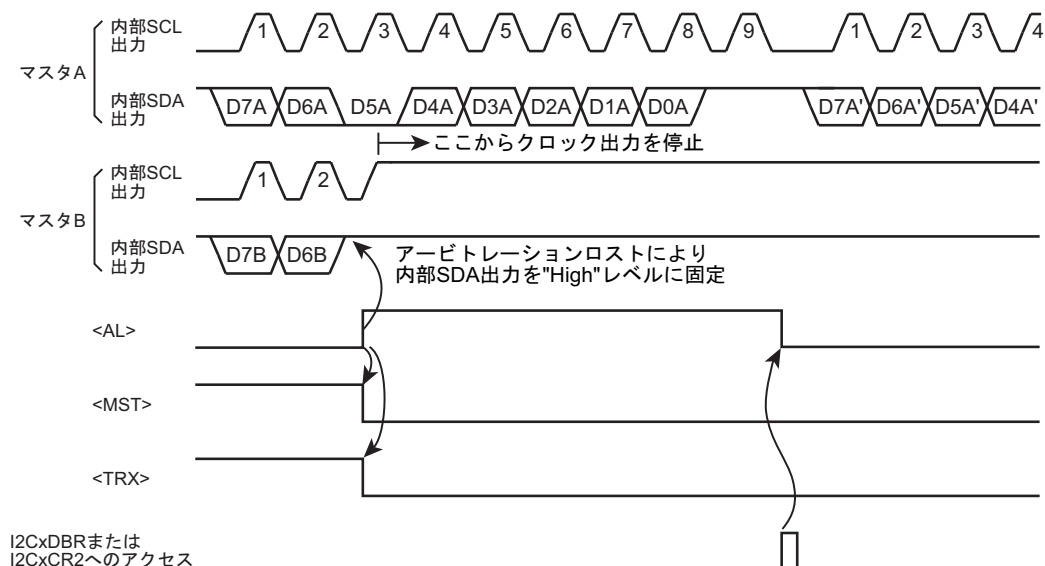 マスタA
内部SCL
出力
1 2 3 4 5 6 7 8 9 1 2 3 4
内部SDA
出力
D7A D6A D5A D4A D3A D2A D1A D0A D7A' D6A' D5A' D4A'
ここからクロック出力を停止
マスタB
内部SCL
出力
1 2
内部SDA
出力
D7B D6B
アービトレーションロストにより
内部SDA出力を"High"レベルに固定
<AL>
<MST>
<TRX>
I2CxDBRまたは
I2CxCR2へのアクセス